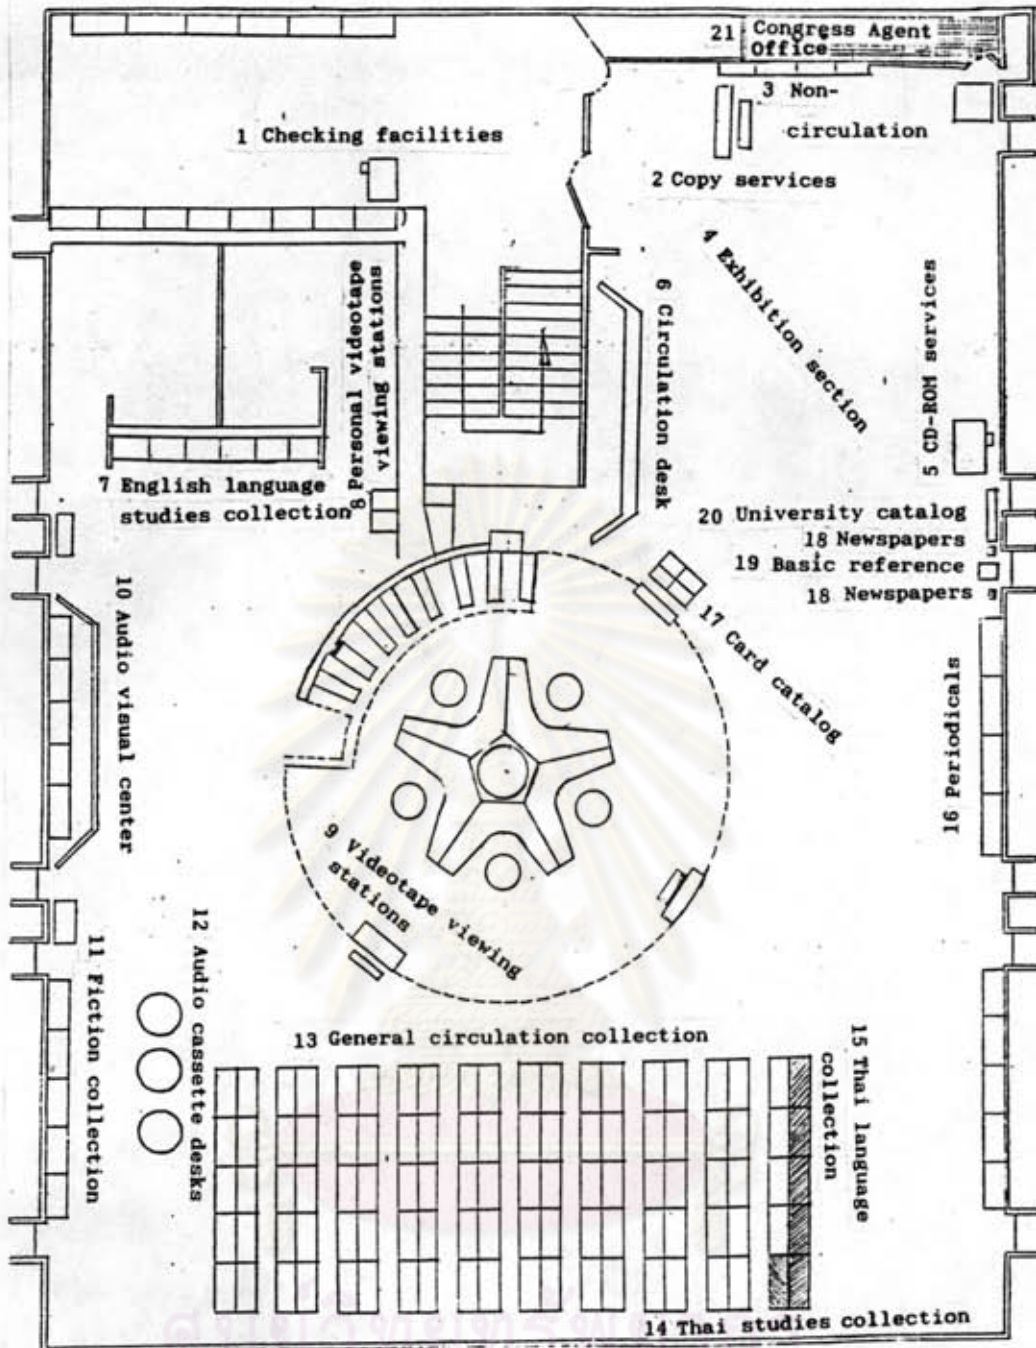 21 Congress Agent
Office
3 Non-
circulation
1 Checking facilities
2 Copy services
4 Exhibition section
5 CD-ROM services
6 Circulation desk
8 Personal videotape
viewing stations
7 English language
studies collection
20 University catalog
18 Newspapers
19 Basic reference
18 Newspapers
10 Audio visual center
17 Card catalog
16 Periodicals
9 Videotape viewing
stations
11 Fiction collection
12 Audio cassette desks
13 General circulation collection
15 Thai language
collection
14 Thai studies collection